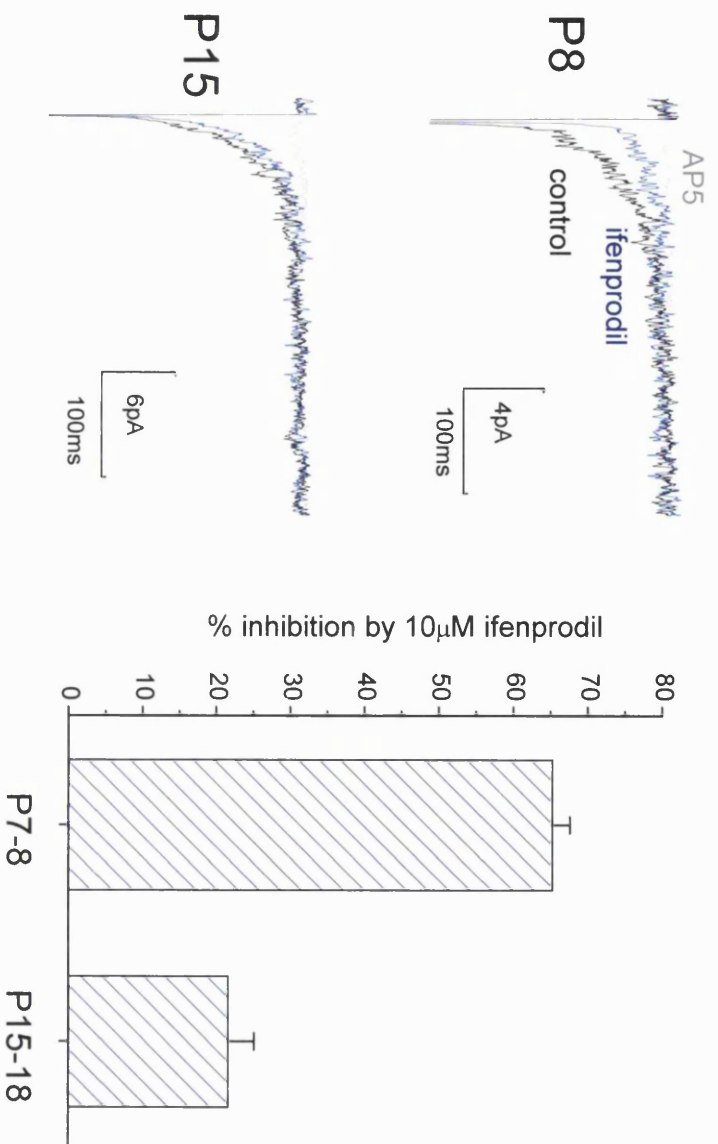 P8
AP5
ifenprodil
control
4pA
100ms
P15
6pA
100ms
% inhibition by 10µM ifenprodil
80
70
60
50
40
30
20
10
0
P7-8
P15-18